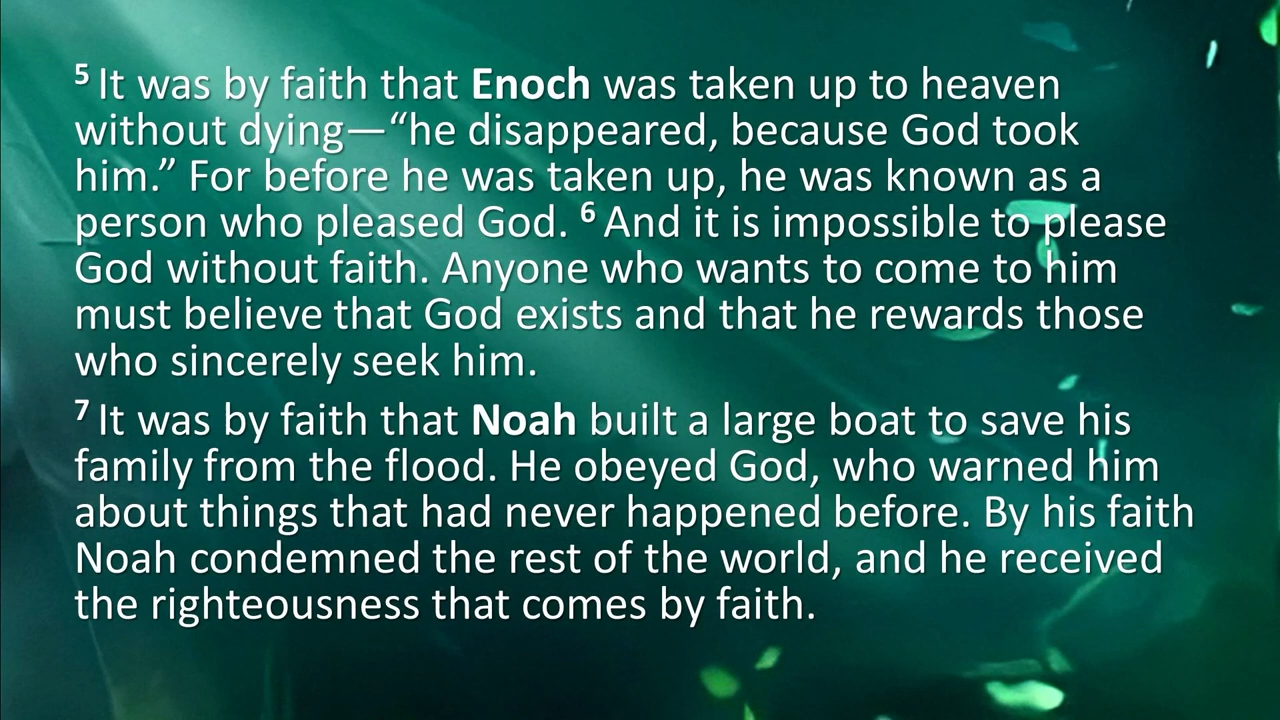 ⁵ It was by faith that Enoch was taken up to heaven
without dying—“he disappeared, because God took
him.” For before he was taken up, he was known as a
person who pleased God. ⁶ And it is impossible to please
God without faith. Anyone who wants to come to him
must believe that God exists and that he rewards those
who sincerely seek him.
⁷ It was by faith that Noah built a large boat to save his
family from the flood. He obeyed God, who warned him
about things that had never happened before. By his faith
Noah condemned the rest of the world, and he received
the righteousness that comes by faith.